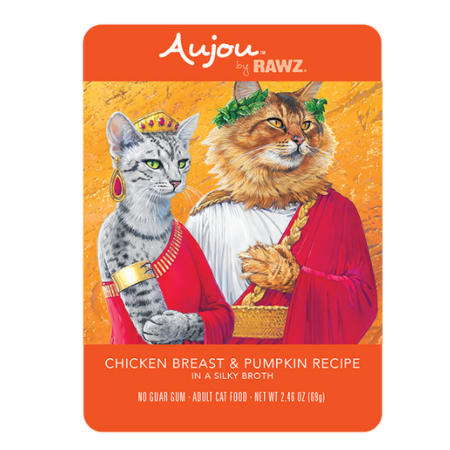 Aujou™
by RAWZ®
CHICKEN BREAST & PUMPKIN RECIPE
IN A SILKY BROTH
NO GUAR GUM · ADULT CAT FOOD · NET WT 2.46 OZ (69g)